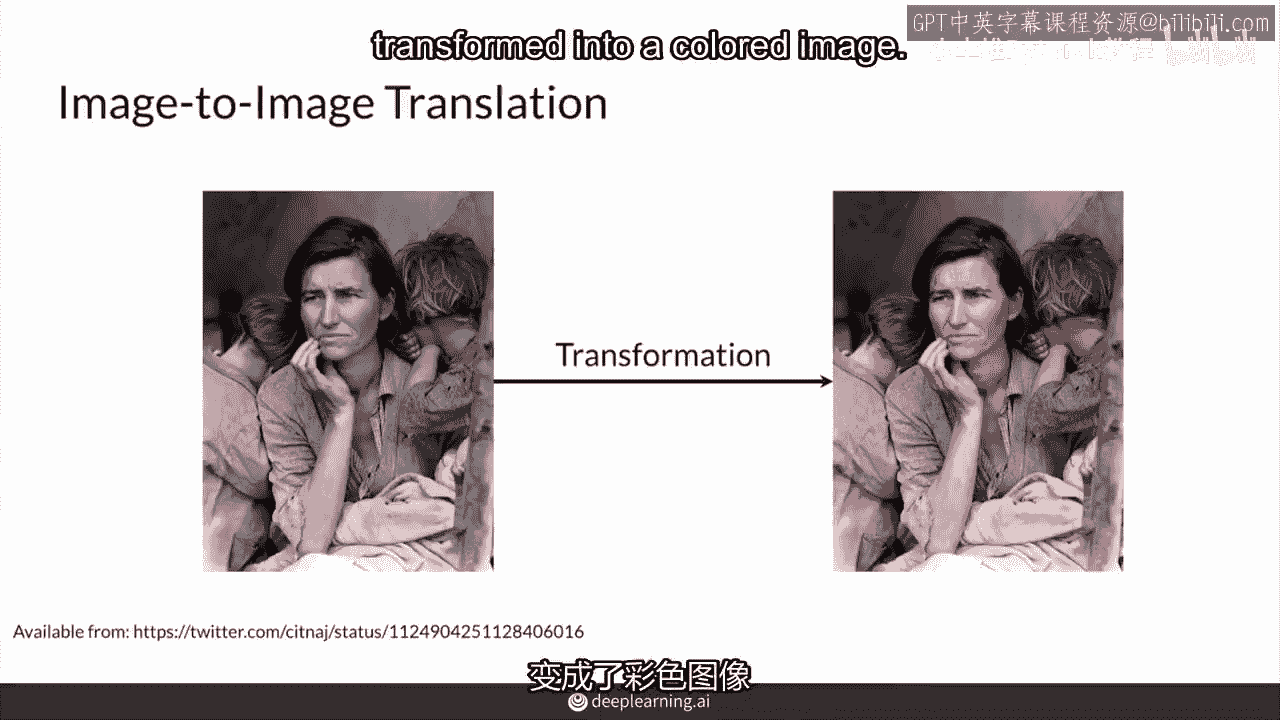 GPT中英字幕课程资源@bilibili.com
transformed into a colored image.
Image-to-Image Translation
Transformation
Available from: https://twitter.com/citnaj/status/1124904251128406016
变成了彩色图像
deeplearning.ai